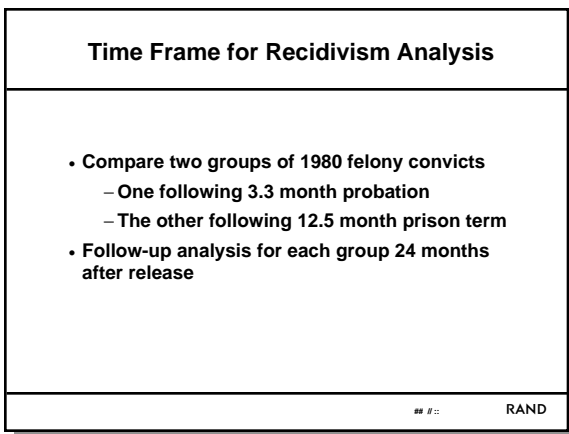 Time Frame for Recidivism Analysis
• Compare two groups of 1980 felony convicts
– One following 3.3 month probation
– The other following 12.5 month prison term
• Follow-up analysis for each group 24 months
after release
## // :: RAND